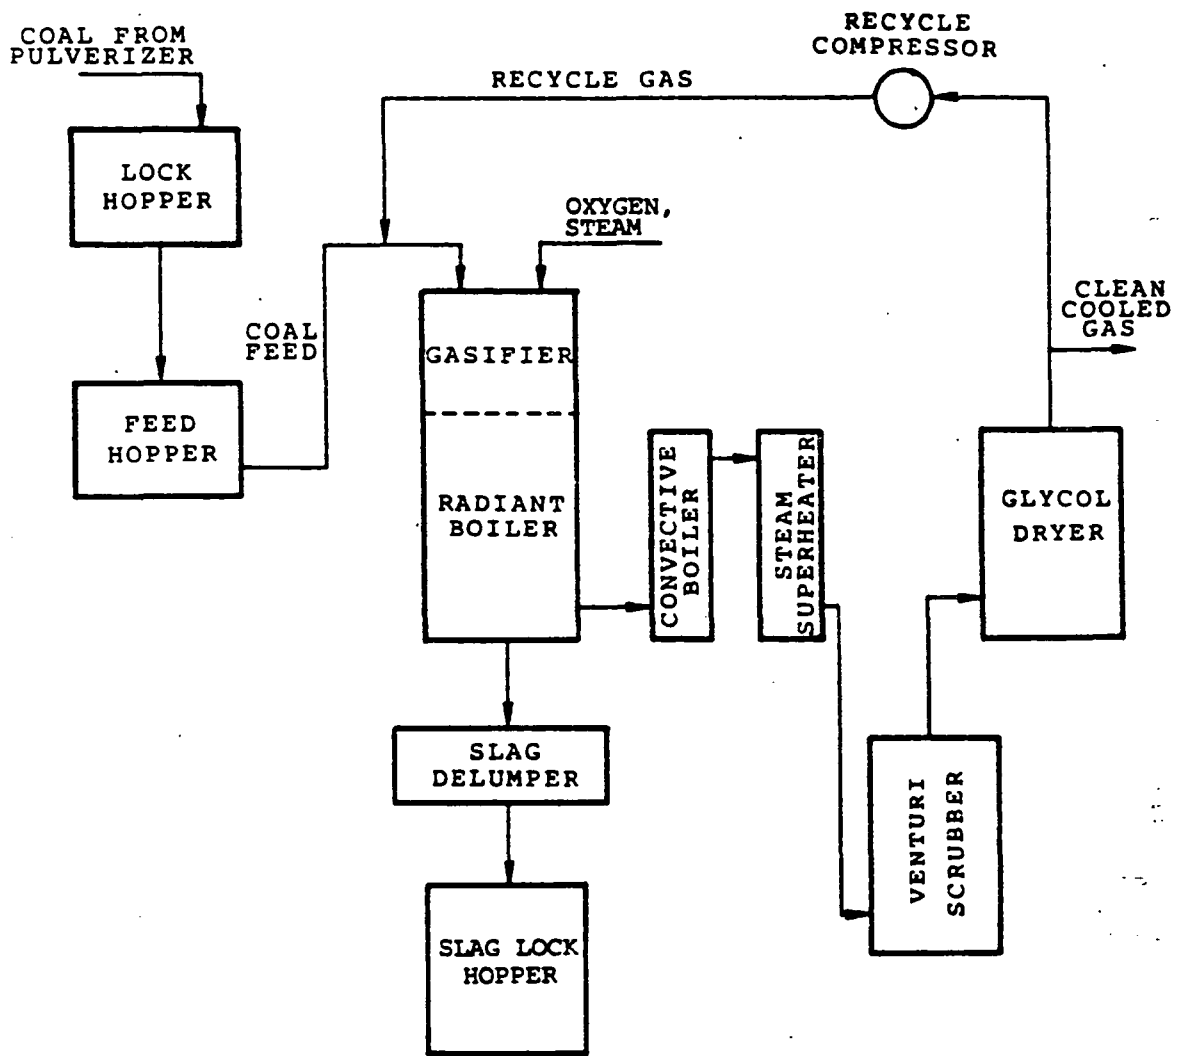 COAL FROM
PULVERIZER
RECYCLE
COMPRESSOR
RECYCLE GAS
LOCK
HOPPER
OXYGEN,
STEAM
CLEAN
COOLED
GAS
COAL
FEED
GASIFIER
FEED
HOPPER
RADIANT
BOILER
CONVECTIVE
BOILER
STEAM
SUPERHEATER
GLYCOL
DRYER
SLAG
DELUMPER
VENTURI
SCRUBBER
SLAG LOCK
HOPPER